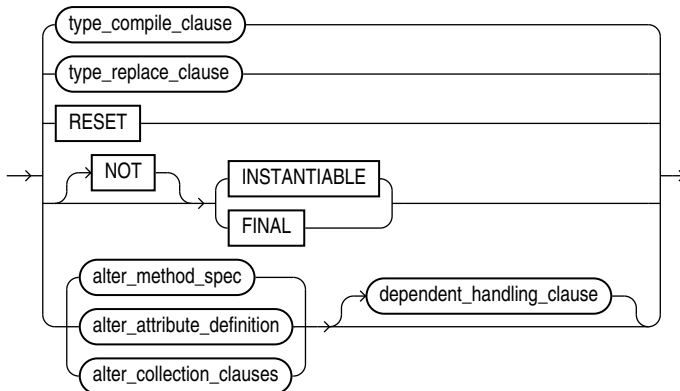 type_compile_clause
type_replace_clause
RESET
NOT
INSTANTIABLE
FINAL
alter_method_spec
dependent_handling_clause
alter_attribute_definition
alter_collection_clauses